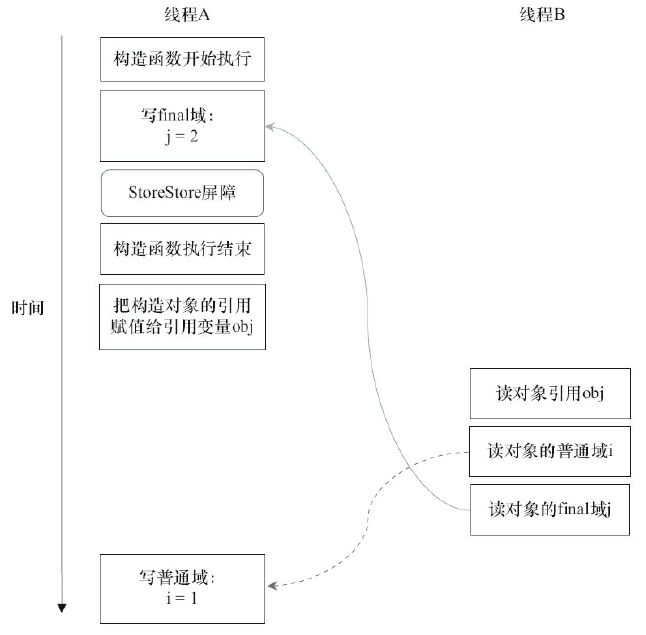 线程A
线程B
构造函数开始执行
写final域：
j = 2
StoreStore屏障
构造函数执行结束
把构造对象的引用
赋值给引用变量obj
时间
读对象引用obj
读对象的普通域i
读对象的final域j
写普通域：
i = 1